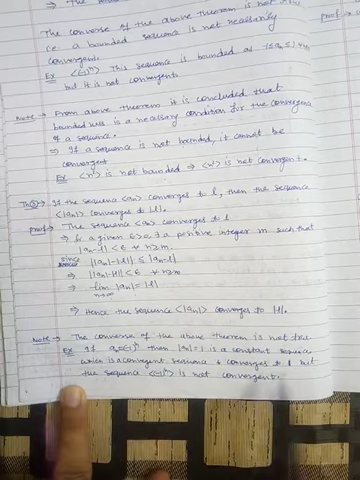 ⇒ The
The converse of the above theorem is not true
i.e. a bounded sequence is not necessarily
convergent.
Ex <(-1)^n> This sequence is bounded as -1≤an≤1
but it is not convergent.
Note → From above theorem it is concluded that
boundedness is a necessary condition for the convergence
of a sequence.
⇒ If a sequence is not bounded, it cannot be
convergent
Ex <n²> is not bounded ⇒ <n²> is not convergent.
Th③ → If the sequence <an> converges to l, then the sequence
<|an|> converges to |l|.
Proof → The sequence <an> converges to l
⇒ for a given ε>0, ∃ a positive integer m such that
|an-l| < ε ∀ n≥m
since ||an|-|l|| ≤ |an-l|
⇒ ||an|-|l|| < ε ∀ n≥m
⇒ lim n→∞ |an| = |l|
⇒ Hence the sequence <|an|> converges to |l|.
Note → The converse of the above theorem is not true
Ex If an=(-1)^n then |an|=1 is a constant sequence
which is a convergent sequence & converges to 1 but
the sequence <(-1)^n> is not convergent.
Proof →